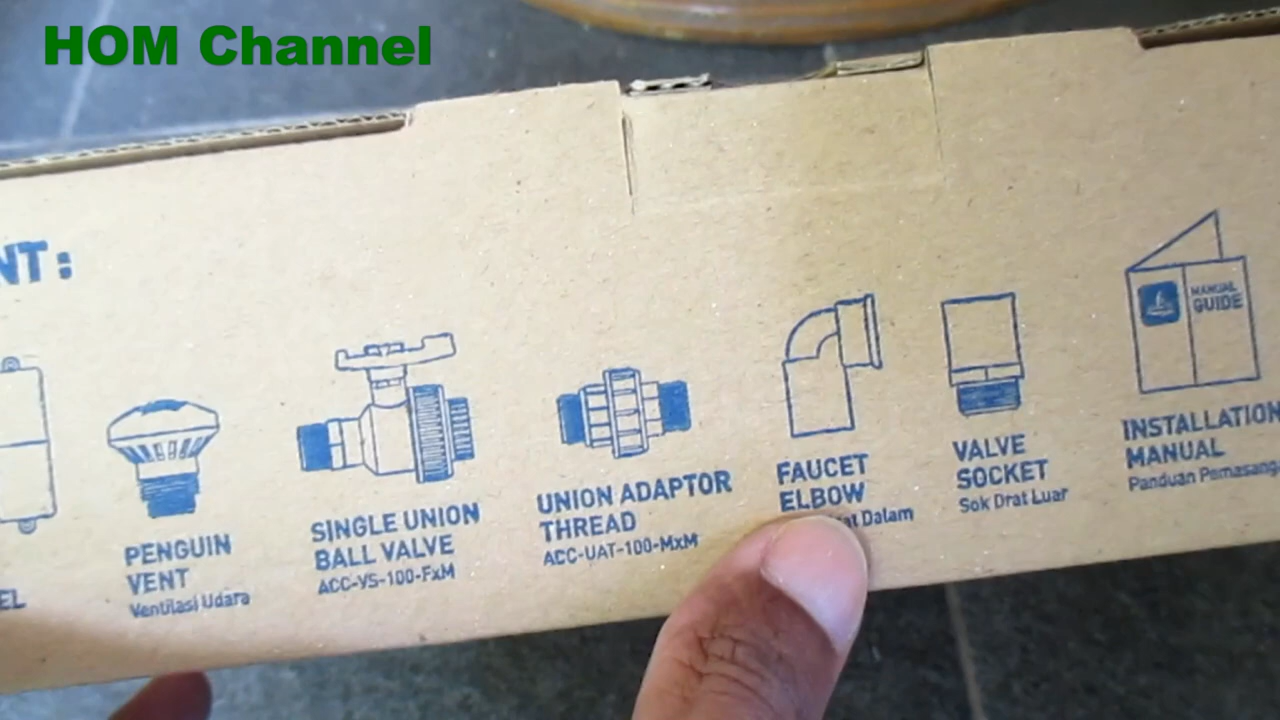 HOM Channel
NT:
EL
PENGUIN
VENT
Ventilasi Udara
SINGLE UNION
BALL VALVE
ACC-VS-100-FxM
UNION ADAPTOR
THREAD
ACC-UAT-100-MxM
FAUCET
ELBOW
Dalam
VALVE
SOCKET
Sok Drat Luar
MANUAL
GUIDE
INSTALLATION
MANUAL
Panduan Pemasang